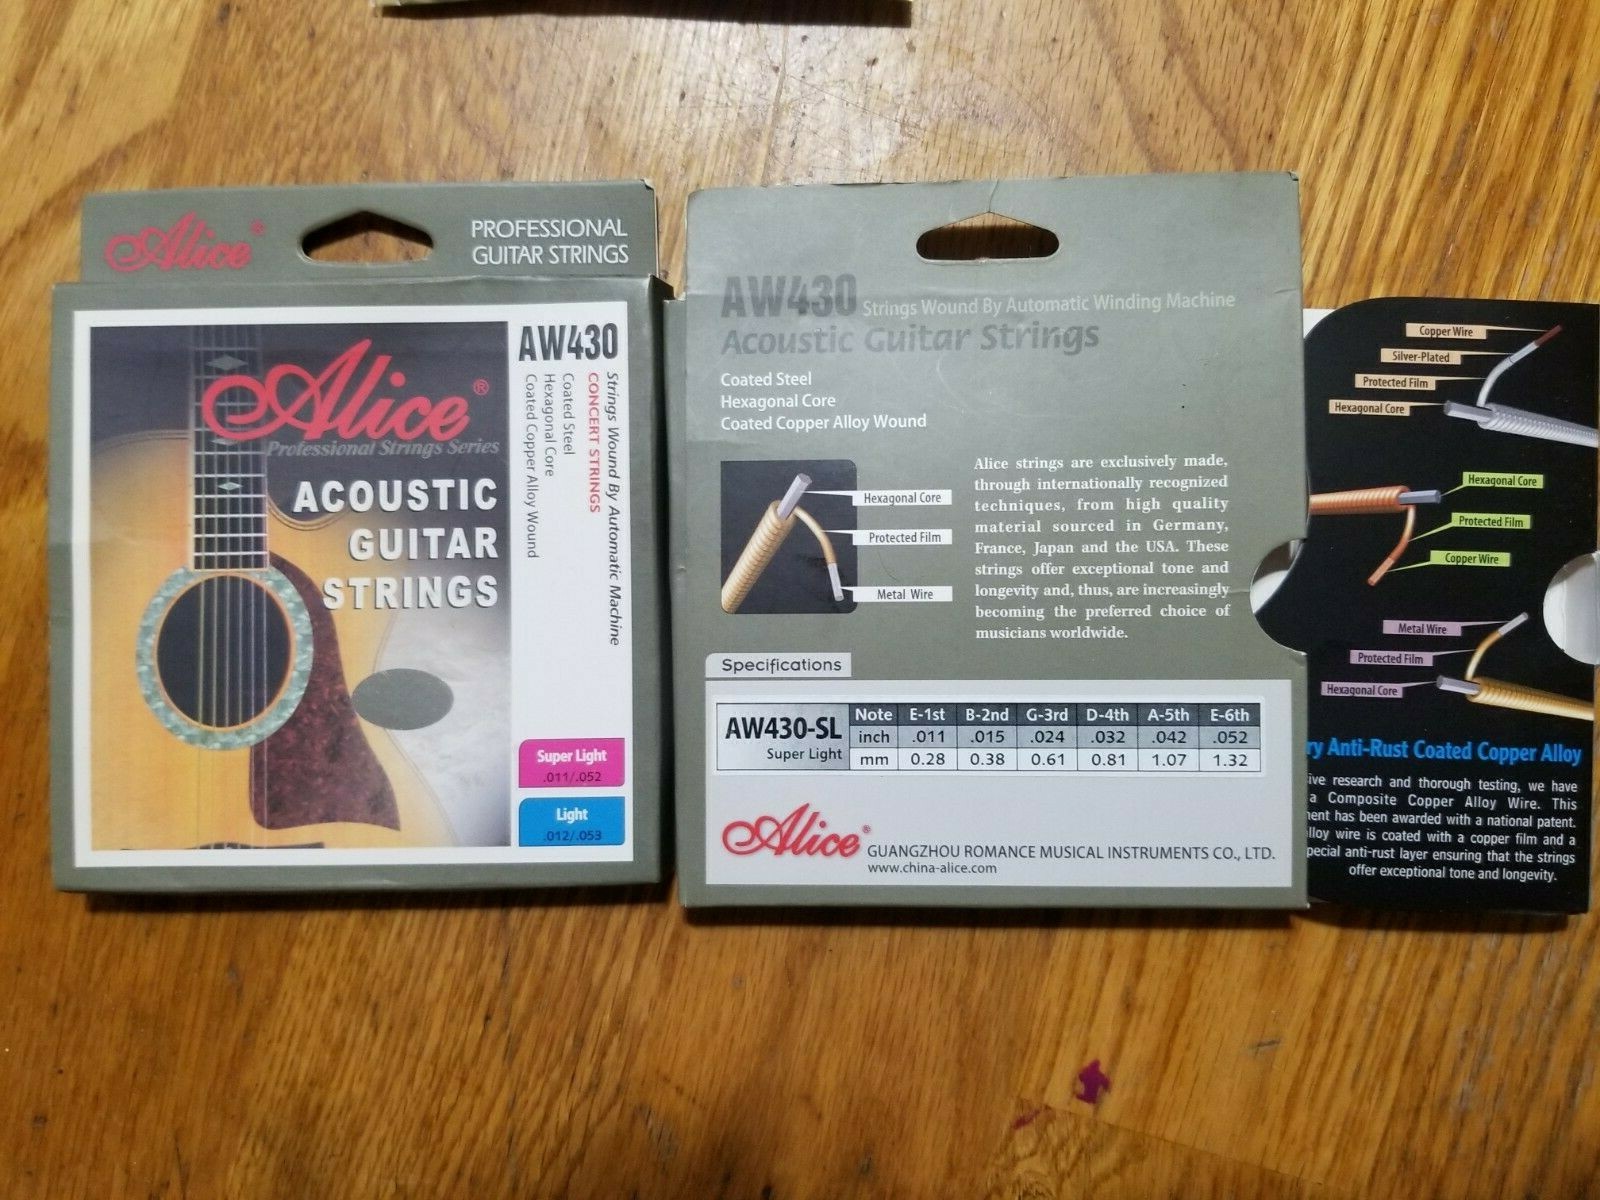 Alice®
PROFESSIONAL
GUITAR STRINGS
Alice®
Professional Strings Series
ACOUSTIC
GUITAR
STRINGS
AW430
Strings Wound By Automatic Machine
CONCERT STRINGS
Coated Steel
Hexagonal Core
Coated Copper Alloy Wound
Super Light
.011/.052
Light
.012/.053
AW430 Strings Wound By Automatic Winding Machine
Acoustic Guitar Strings
Coated Steel
Hexagonal Core
Coated Copper Alloy Wound
Hexagonal Core
Protected Film
Metal Wire
Alice strings are exclusively made,
through internationally recognized
techniques, from high quality
material sourced in Germany,
France, Japan and the USA. These
strings offer exceptional tone and
longevity and, thus, are increasingly
becoming the preferred choice of
musicians worldwide.
Specifications
AW430-SL
Super Light
Note E-1st B-2nd G-3rd D-4th A-5th E-6th
inch .011 .015 .024 .032 .042 .052
mm 0.28 0.38 0.61 0.81 1.07 1.32
Alice® GUANGZHOU ROMANCE MUSICAL INSTRUMENTS CO., LTD.
www.china-alice.com
Copper Wire
Silver-Plated
Protected Film
Hexagonal Core
Hexagonal Core
Protected Film
Copper Wire
Metal Wire
Protected Film
Hexagonal Core
Anti-Rust Coated Copper Alloy
research and thorough testing, we have
a Composite Copper Alloy Wire. This
has been awarded with a national patent.
wire is coated with a copper film and a
anti-rust layer ensuring that the strings
offer exceptional tone and longevity.